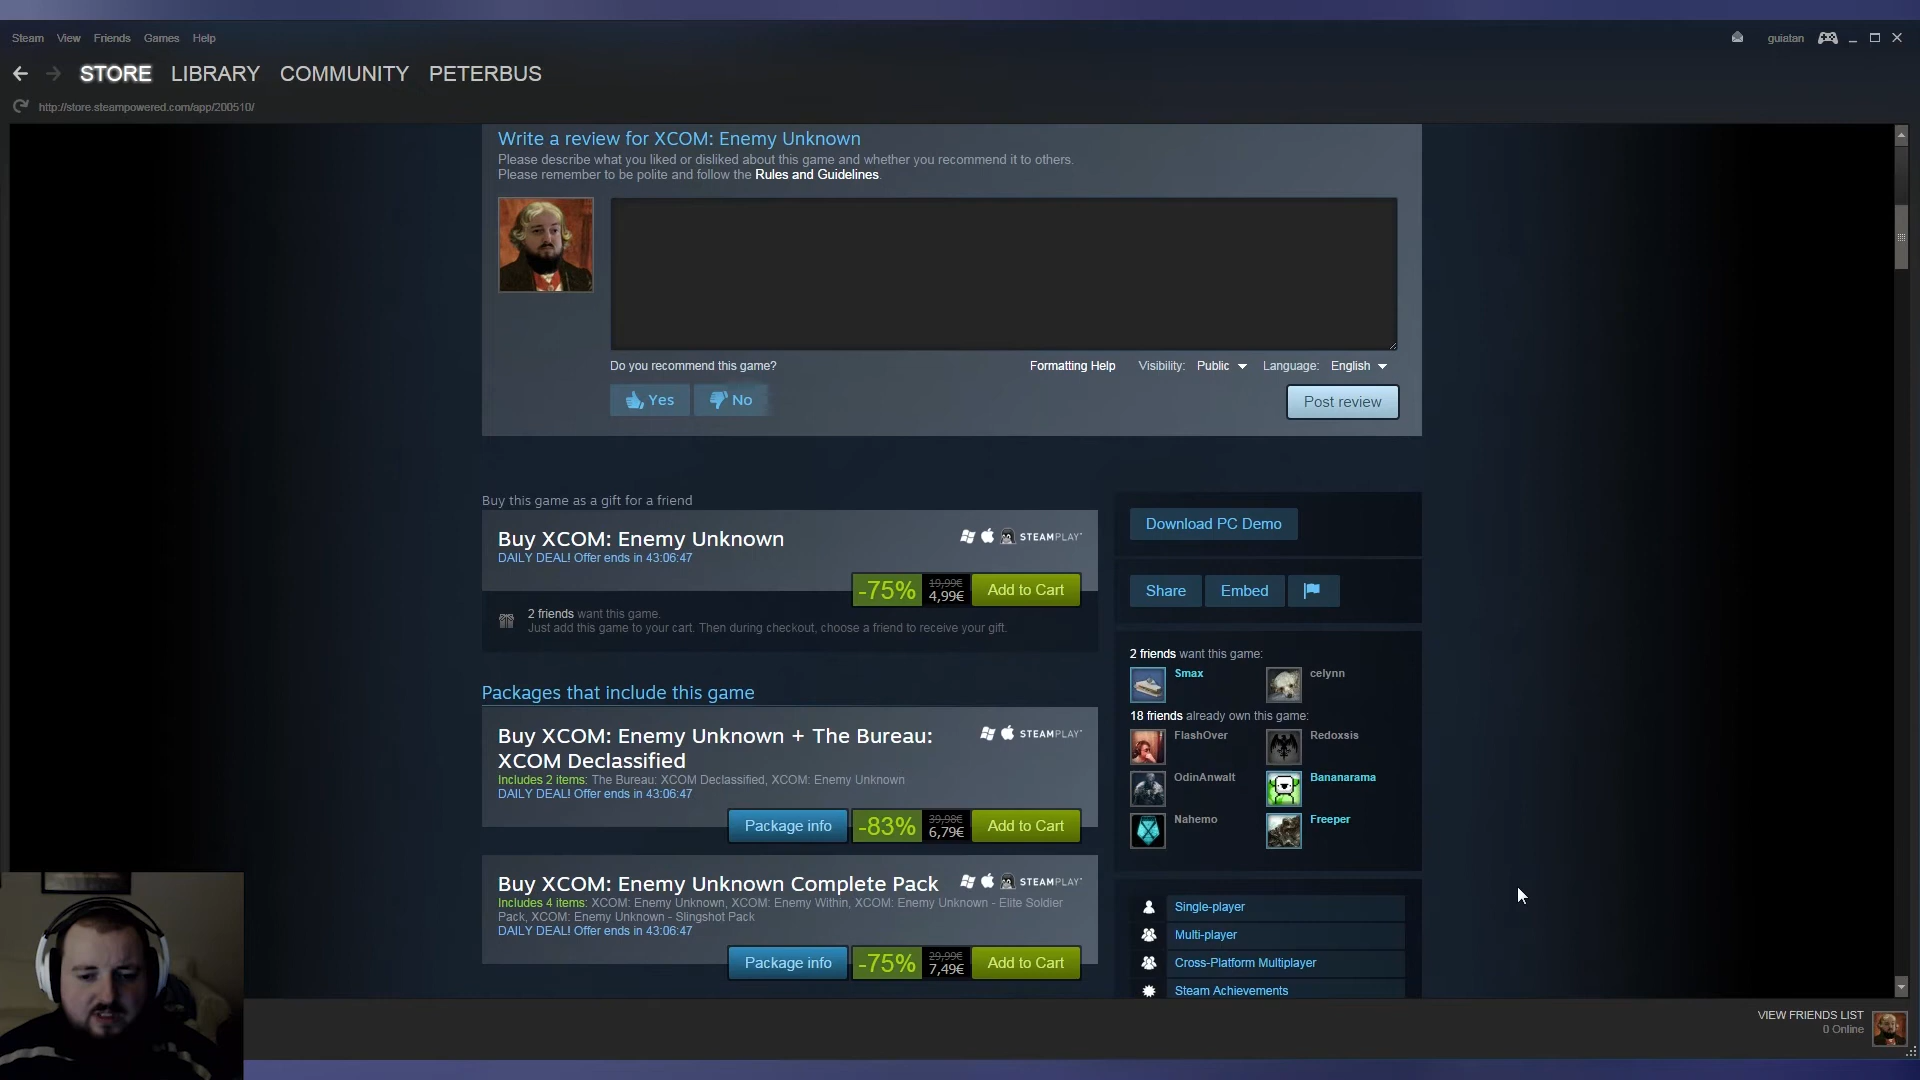 Steam View Friends Games Help
guiatan
STORE LIBRARY COMMUNITY PETERBUS
http://store.steampowered.com/app/200510/
Write a review for XCOM: Enemy Unknown
Please describe what you liked or disliked about this game and whether you recommend it to others.
Please remember to be polite and follow the Rules and Guidelines.
Do you recommend this game?
Formatting Help Visibility: Public Language: English
Yes No
Post review
Buy this game as a gift for a friend
Buy XCOM: Enemy Unknown
STEAMPLAY
DAILY DEAL! Offer ends in 43:06:47
-75% 19,99€ 4,99€ Add to Cart
2 friends want this game.
Just add this game to your cart. Then during checkout, choose a friend to receive your gift.
Packages that include this game
Buy XCOM: Enemy Unknown + The Bureau:
XCOM Declassified
STEAMPLAY
Includes 2 items: The Bureau: XCOM Declassified, XCOM: Enemy Unknown
DAILY DEAL! Offer ends in 43:06:47
Package info -83% 39,98€ 6,79€ Add to Cart
Buy XCOM: Enemy Unknown Complete Pack
STEAMPLAY
Includes 4 items: XCOM: Enemy Unknown, XCOM: Enemy Within, XCOM: Enemy Unknown - Elite Soldier
Pack, XCOM: Enemy Unknown - Slingshot Pack
DAILY DEAL! Offer ends in 43:06:47
Package info -75% 29,99€ 7,49€ Add to Cart
Download PC Demo
Share Embed
2 friends want this game:
Smax celynn
18 friends already own this game:
FlashOver Redoxsis
OdinAnwalt Bananarama
Nahemo Freeper
Single-player
Multi-player
Cross-Platform Multiplayer
Steam Achievements
VIEW FRIENDS LIST
0 Online